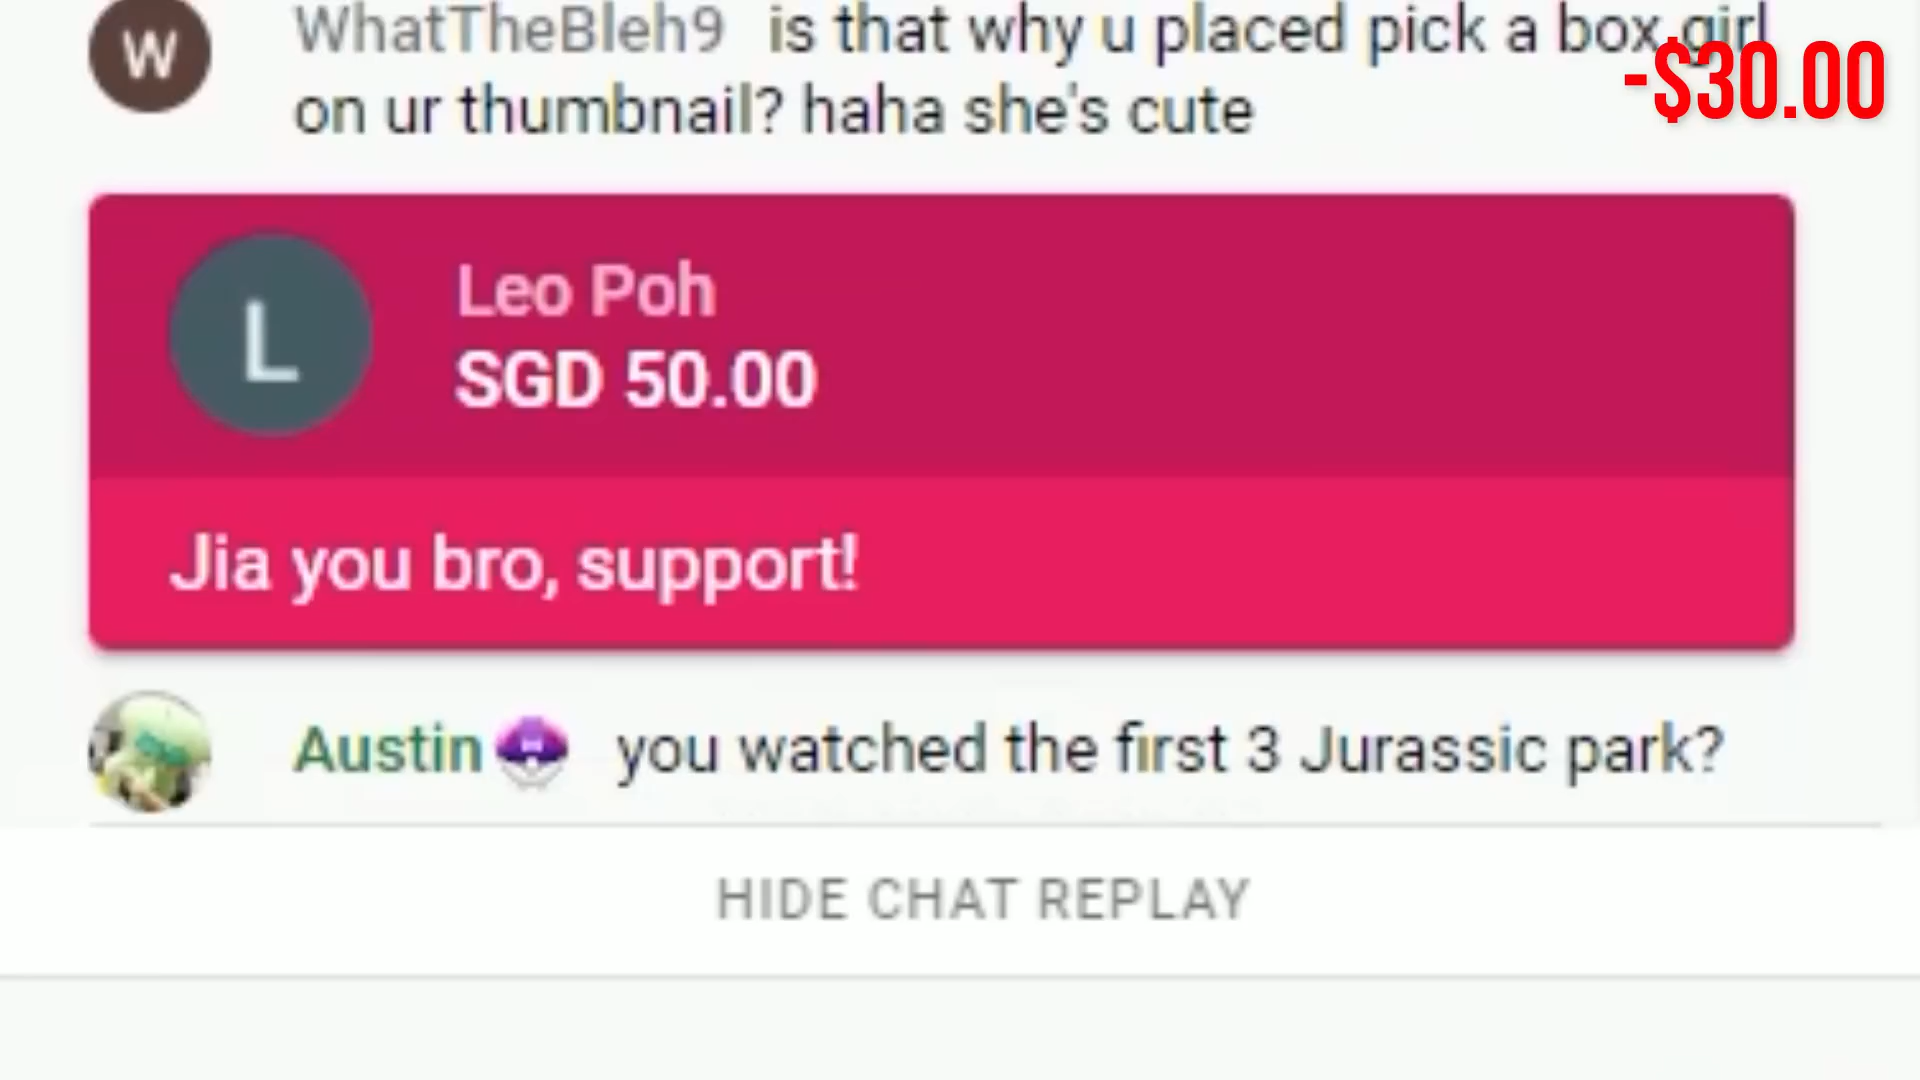 W
WhatTheBleh9 is that why u placed pick a box girl
-$30.00
on ur thumbnail? haha she's cute
L
Leo Poh
SGD 50.00
Jia you bro, support!
Austin you watched the first 3 Jurassic park?
HIDE CHAT REPLAY